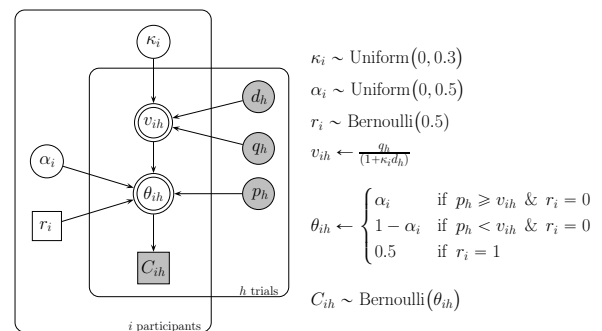 κ_i
d_h
v_ih
q_h
α_i
θ_ih
p_h
r_i
C_ih
h trials
i participants
κ_i ∼ Uniform(0, 0.3)
α_i ∼ Uniform(0, 0.5)
r_i ∼ Bernoulli(0.5)
v_ih ← q_h / (1+κ_i d_h)
θ_ih ← { α_i if p_h ⩾ v_ih & r_i = 0
1 − α_i if p_h < v_ih & r_i = 0
0.5 if r_i = 1
C_ih ∼ Bernoulli(θ_ih)